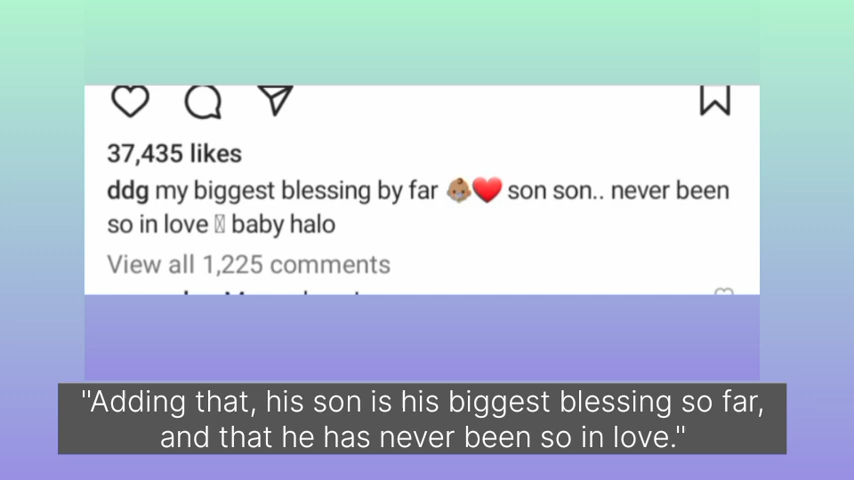 37,435 likes
ddg my biggest blessing by far 👶🏽❤️ son son.. never been
so in love baby halo
View all 1,225 comments
"Adding that, his son is his biggest blessing so far,
and that he has never been so in love."